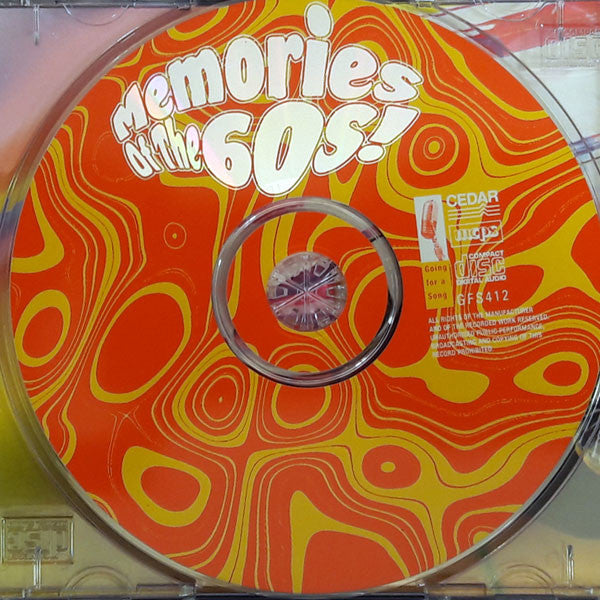 Memories
Of The 60s!
CEDAR
mcps
Going
for a
Song
COMPACT
disc
DIGITAL AUDIO
GFS412
ALL RIGHTS OF THE MANUFACTURER
AND OF THE RECORDED WORK RESERVED.
UNAUTHORISED PUBLIC PERFORMANCE,
BROADCASTING AND COPYING OF THIS
RECORD PROHIBITED